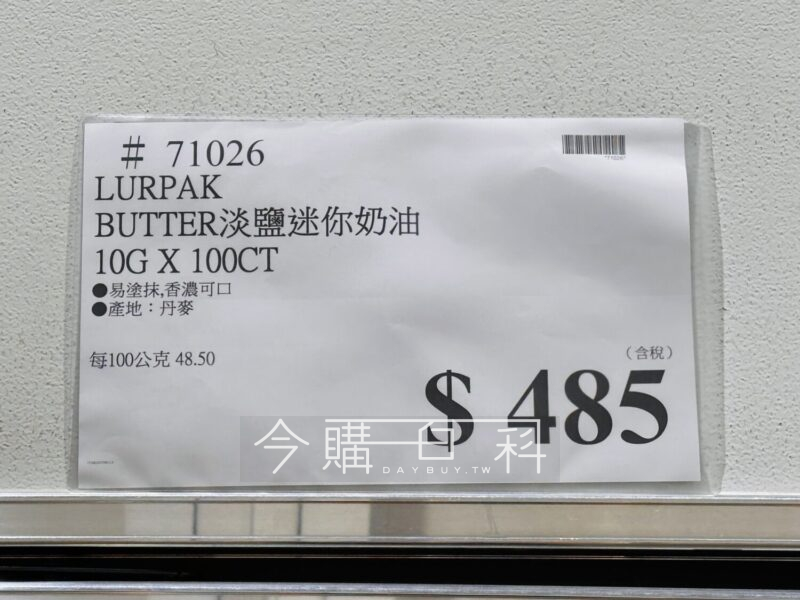 # 71026
*71026*
LURPAK
BUTTER淡鹽迷你奶油
10G X 100CT
●易塗抹,香濃可口
●產地：丹麥
每100公克 48.50
（含稅）
$ 485
今購百科
DAYBUY.TW